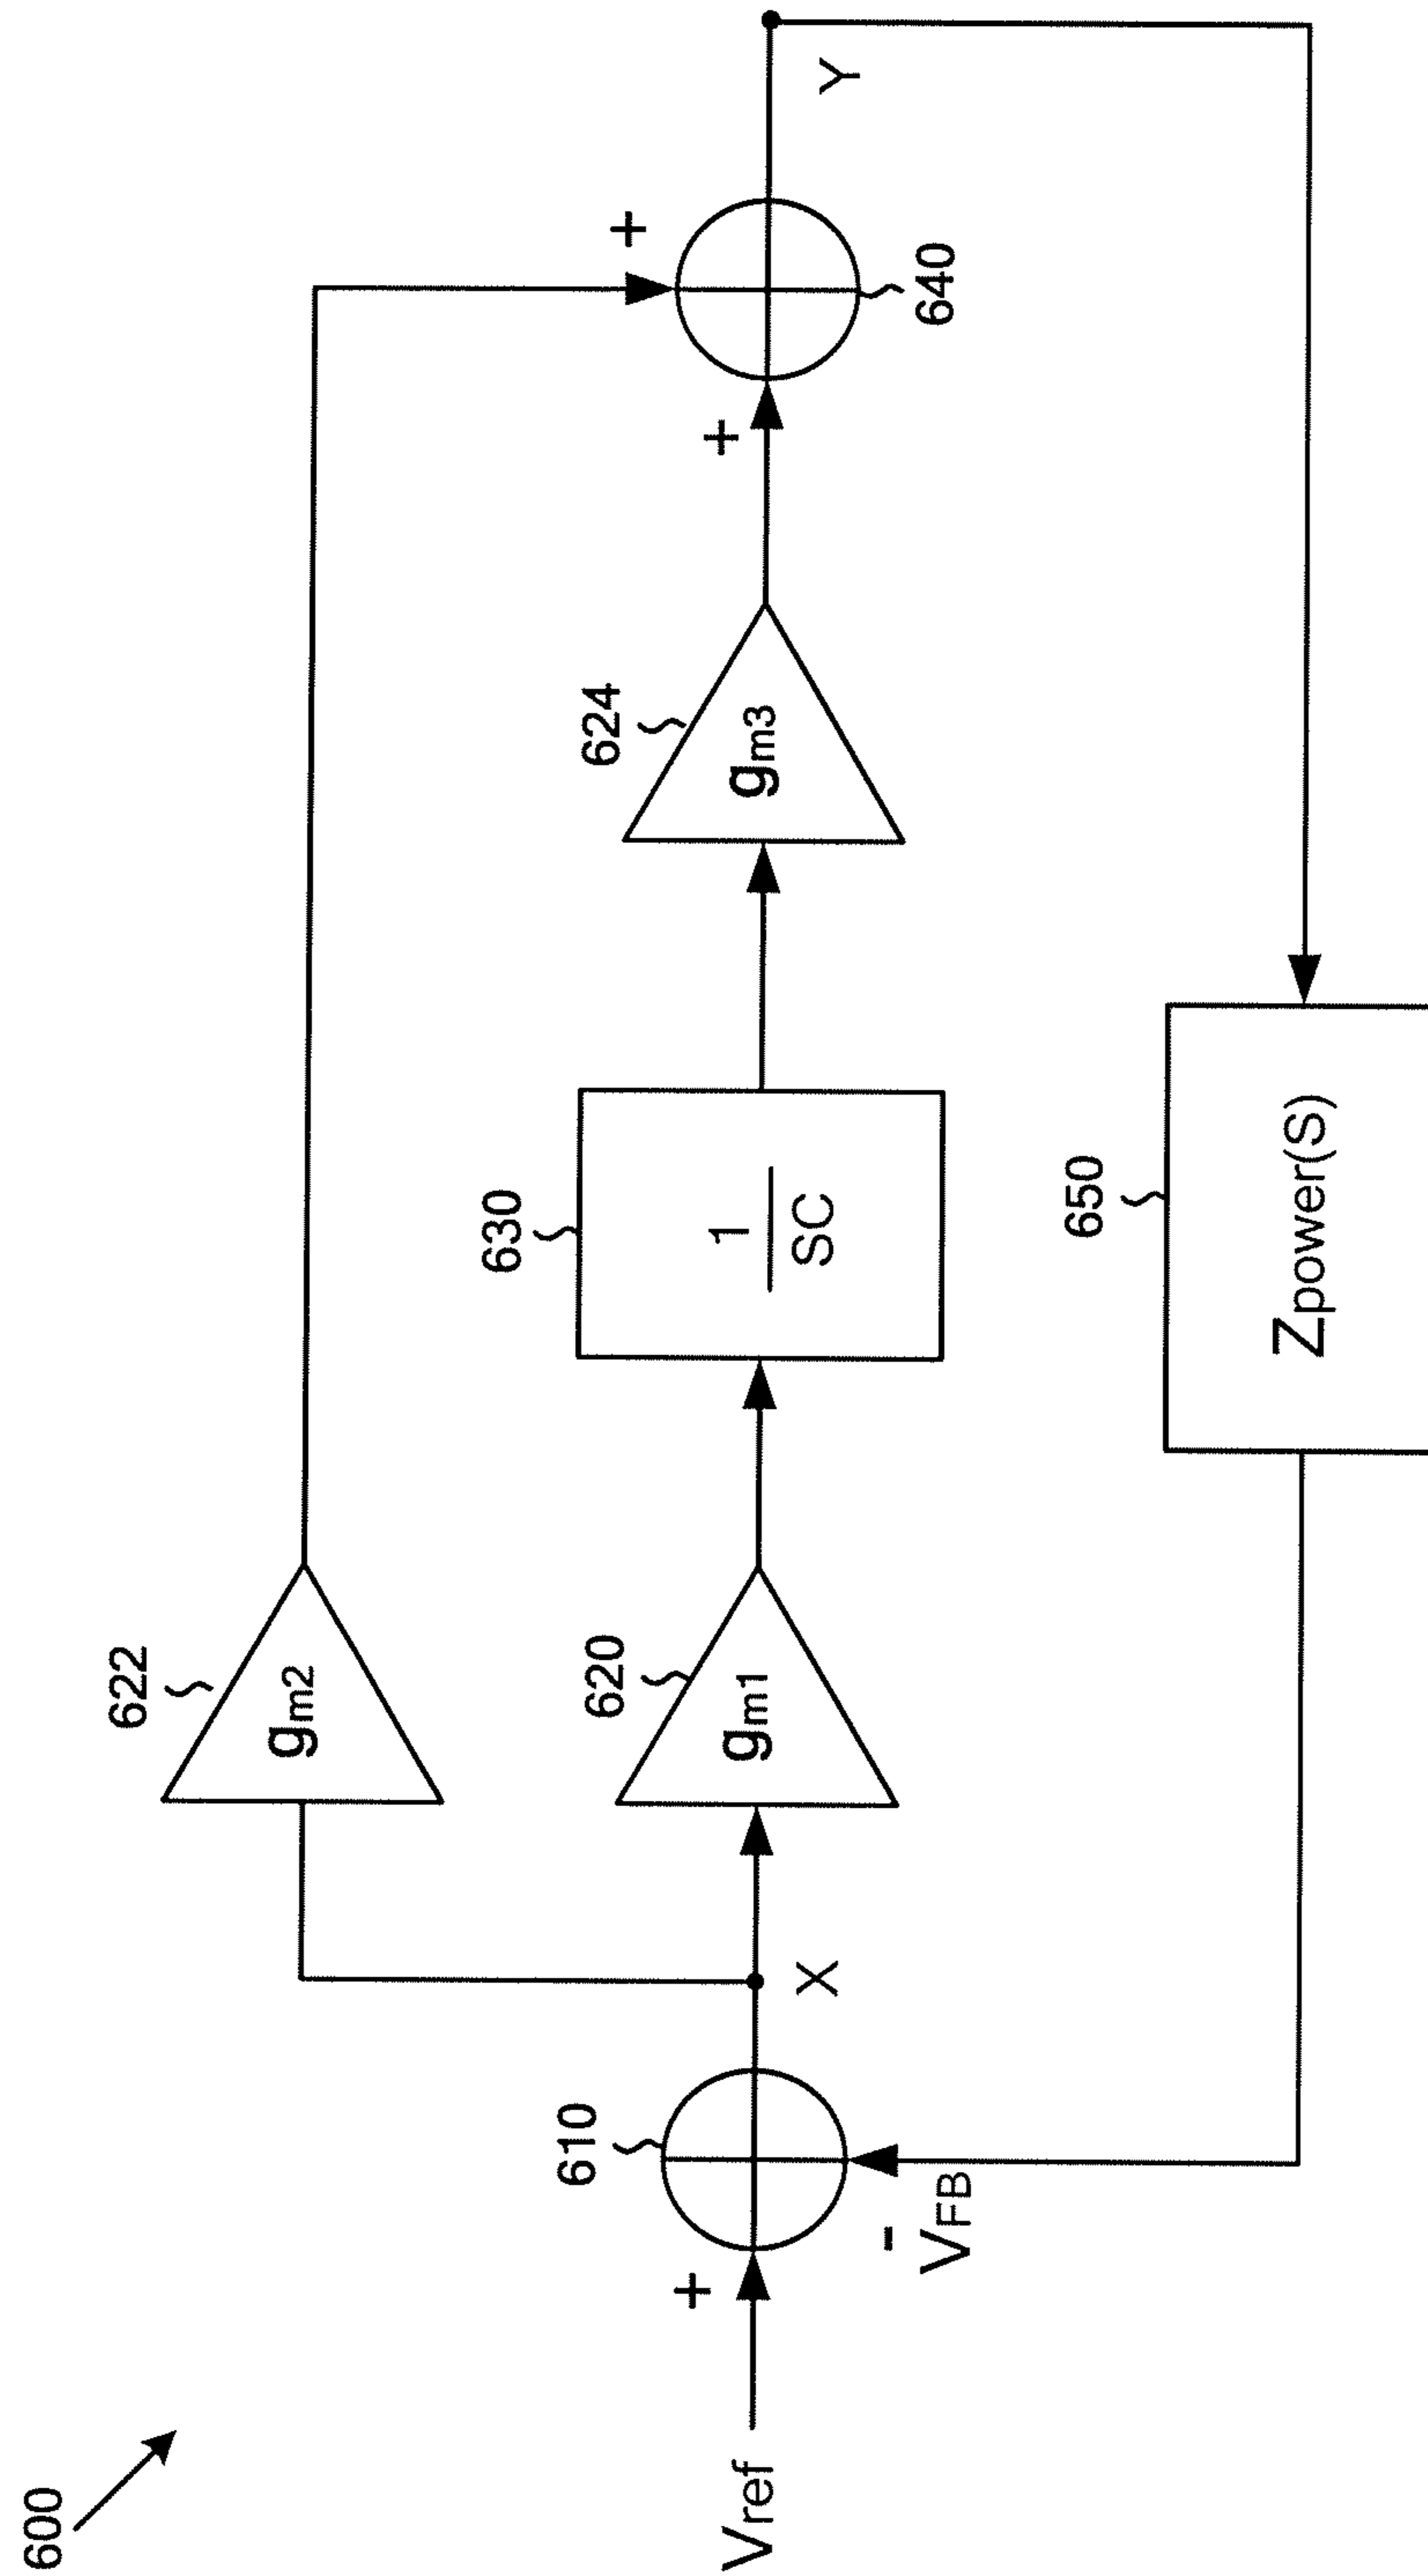 600
622
gm2
+
610
X
620
gm1
630
1
SC
624
gm3
+
+
640
Y
Vref
-
VFB
650
Zpower(S)